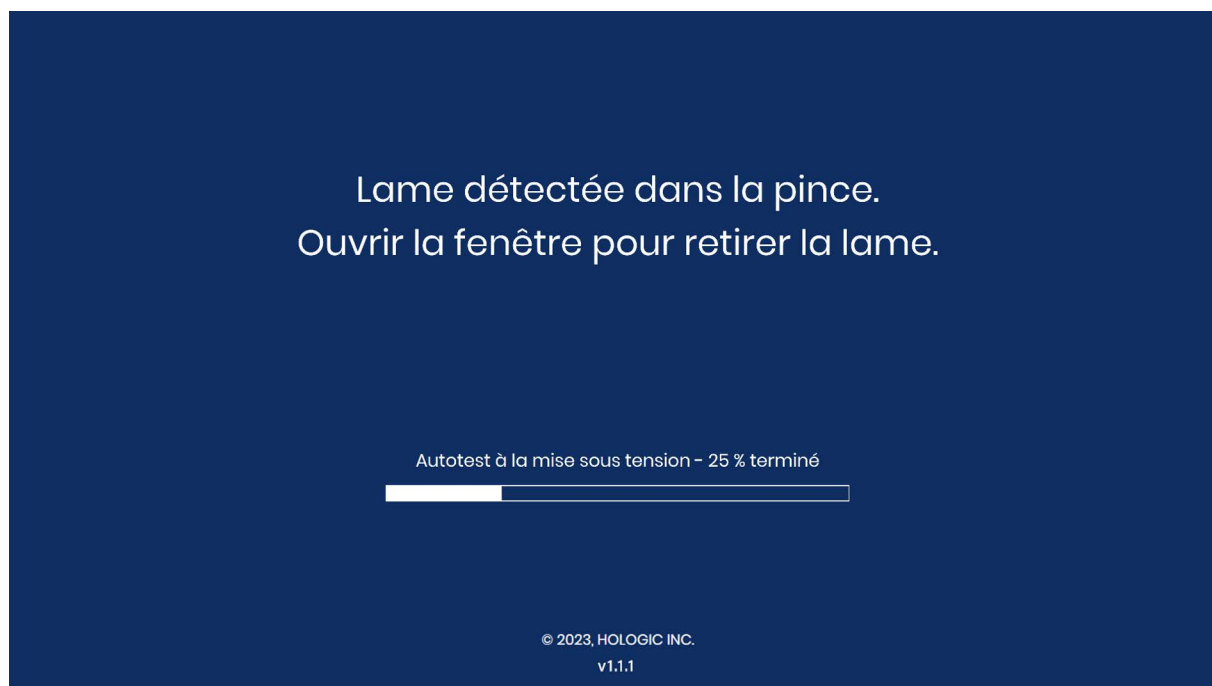 Lame détectée dans la pince.
Ouvrir la fenêtre pour retirer la lame.
Autotest à la mise sous tension - 25 % terminé
© 2023, HOLOGIC INC.
v1.1.1